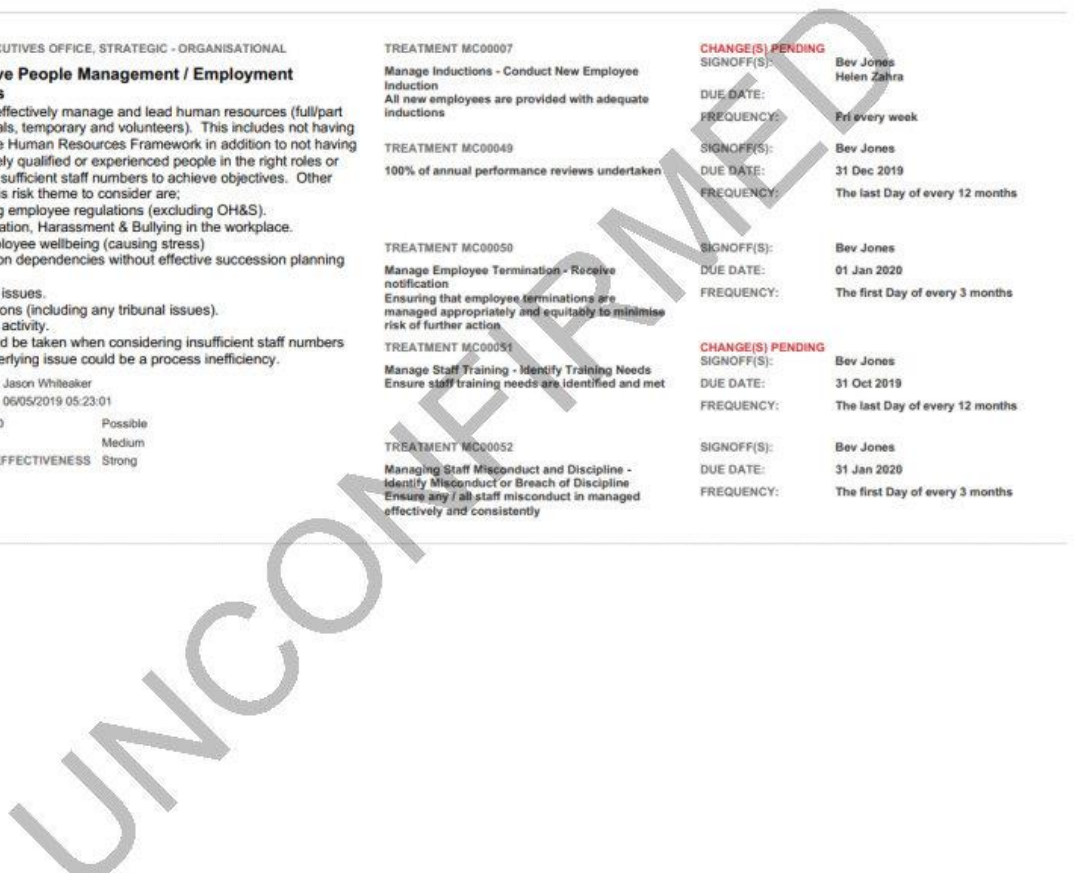 CUTIVES OFFICE, STRATEGIC - ORGANISATIONAL
ve People Management / Employment
s
effectively manage and lead human resources (full/part
als, temporary and volunteers). This includes not having
e Human Resources Framework in addition to not having
ely qualified or experienced people in the right roles or
sufficient staff numbers to achieve objectives. Other
is risk theme to consider are;
g employee regulations (excluding OH&S).
ation, Harassment & Bullying in the workplace.
loyee wellbeing (causing stress)
on dependencies without effective succession planning
issues.
ons (including any tribunal issues).
activity.
d be taken when considering insufficient staff numbers
erlying issue could be a process inefficiency.
Jason Whiteaker
06/05/2019 05:23:01
Possible
Medium
FFECTIVENESS Strong
TREATMENT MC00007
Manage Inductions - Conduct New Employee
Induction
All new employees are provided with adequate
inductions
CHANGE(S) PENDING
SIGNOFF(S): Bev Jones
Helen Zahra
DUE DATE:
FREQUENCY: Fri every week
TREATMENT MC00049
100% of annual performance reviews undertaken
SIGNOFF(S): Bev Jones
DUE DATE: 31 Dec 2019
FREQUENCY: The last Day of every 12 months
TREATMENT MC00050
Manage Employee Termination - Receive
notification
Ensuring that employee terminations are
managed appropriately and equitably to minimise
risk of further action
SIGNOFF(S): Bev Jones
DUE DATE: 01 Jan 2020
FREQUENCY: The first Day of every 3 months
TREATMENT MC00051
Manage Staff Training - Identify Training Needs
Ensure staff training needs are identified and met
CHANGE(S) PENDING
SIGNOFF(S): Bev Jones
DUE DATE: 31 Oct 2019
FREQUENCY: The last Day of every 12 months
TREATMENT MC00052
Managing Staff Misconduct and Discipline -
Identify Misconduct or Breach of Discipline
Ensure any / all staff misconduct in managed
effectively and consistently
SIGNOFF(S): Bev Jones
DUE DATE: 31 Jan 2020
FREQUENCY: The first Day of every 3 months
UNCONFIRMED